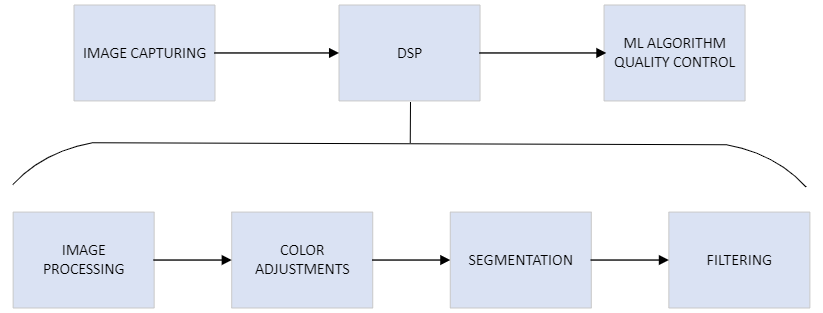 IMAGE CAPTURING
DSP
ML ALGORITHM
QUALITY CONTROL
IMAGE
PROCESSING
COLOR
ADJUSTMENTS
SEGMENTATION
FILTERING